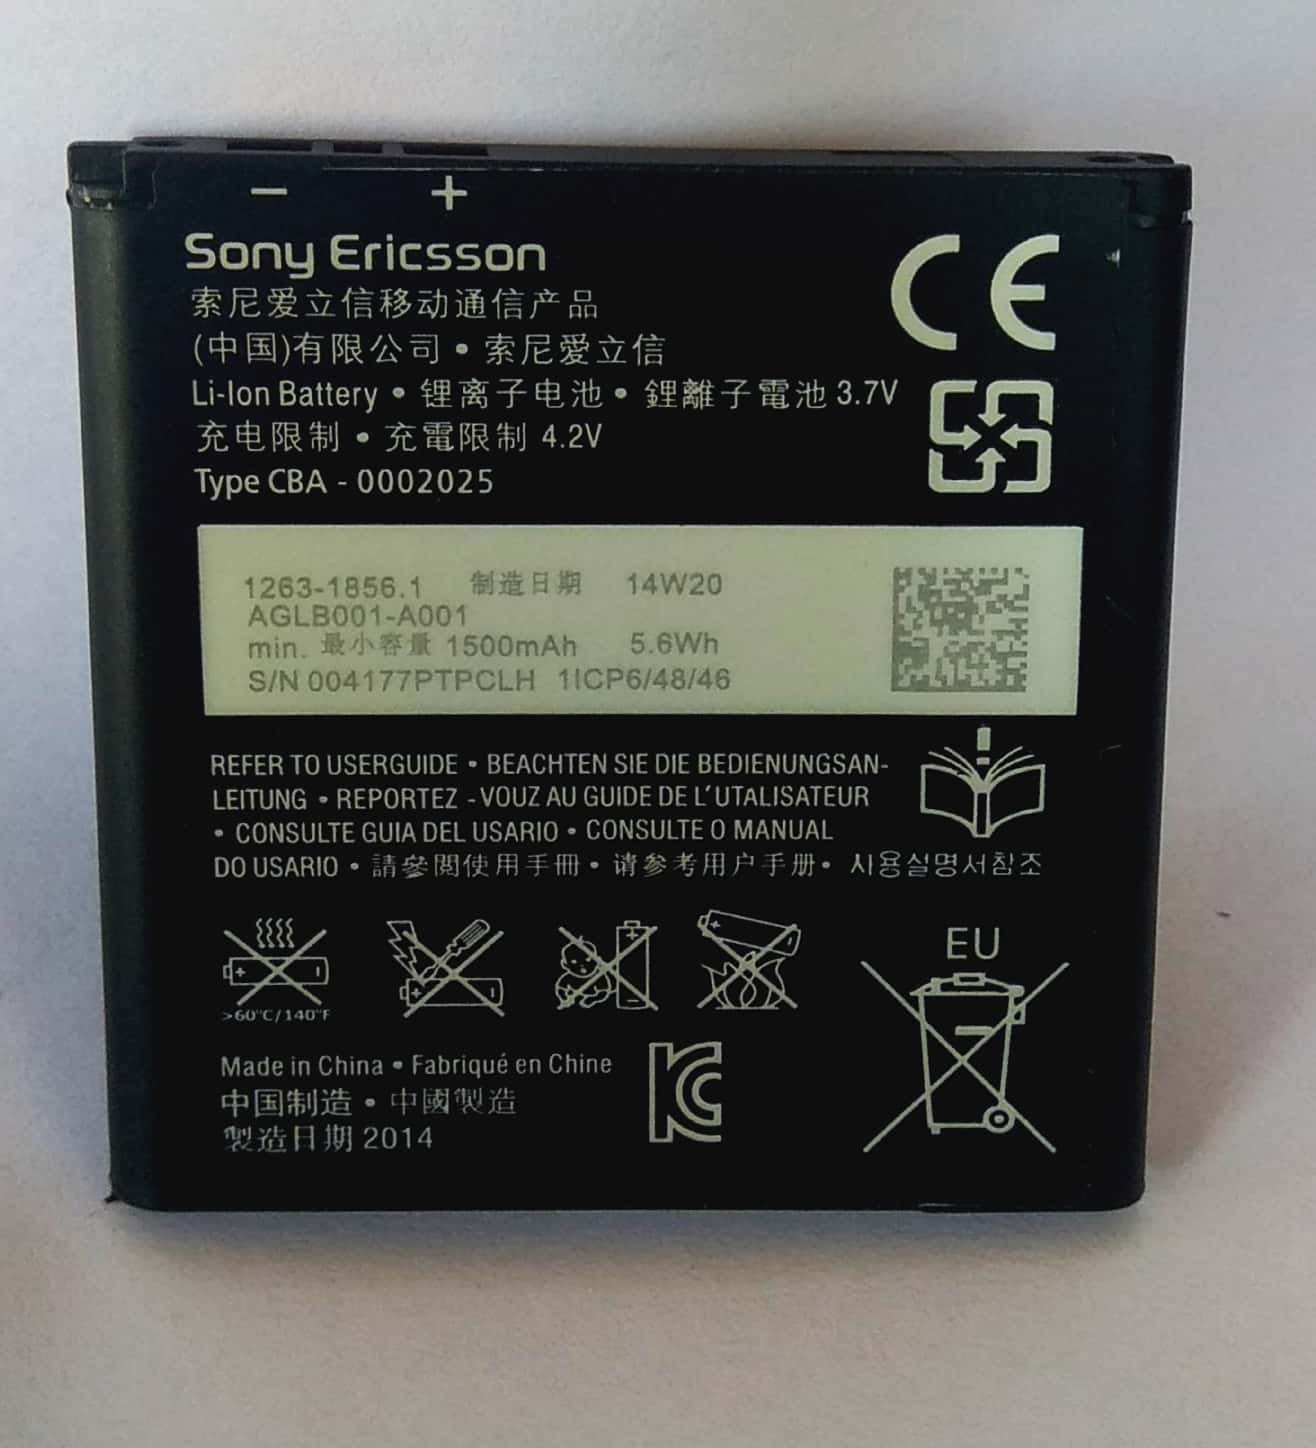 − +
Sony Ericsson
索尼爱立信移动通信产品
(中国)有限公司 • 索尼愛立信
Li-Ion Battery • 锂离子电池 • 鋰離子電池 3.7V
充电限制 • 充電限制 4.2V
Type CBA - 0002025
CE
1263-1856.1 制造日期 14W20
AGLB001-A001
min. 最小容量 1500mAh 5.6Wh
S/N 004177PTPCLH 1ICP6/48/46
REFER TO USERGUIDE • BEACHTEN SIE DIE BEDIENUNGSAN-
LEITUNG • REPORTEZ - VOUZ AU GUIDE DE L'UTALISATEUR
• CONSULTE GUIA DEL USARIO • CONSULTE O MANUAL
DO USARIO • 請參閱使用手冊 • 请参考用户手册 • 사용설명서참조
EU
>60°C/140°F
Made in China • Fabriqué en Chine
中国制造 • 中國製造
製造日期 2014
KC